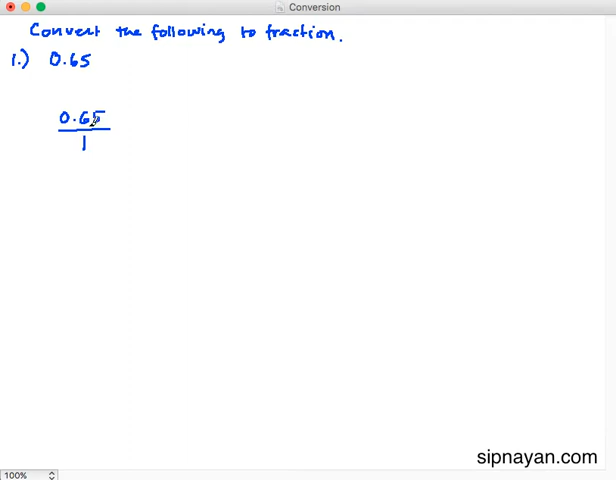 Conversion
Convert the following to fraction.
1.) 0.65
0.65
1
sipnayan.com
100%